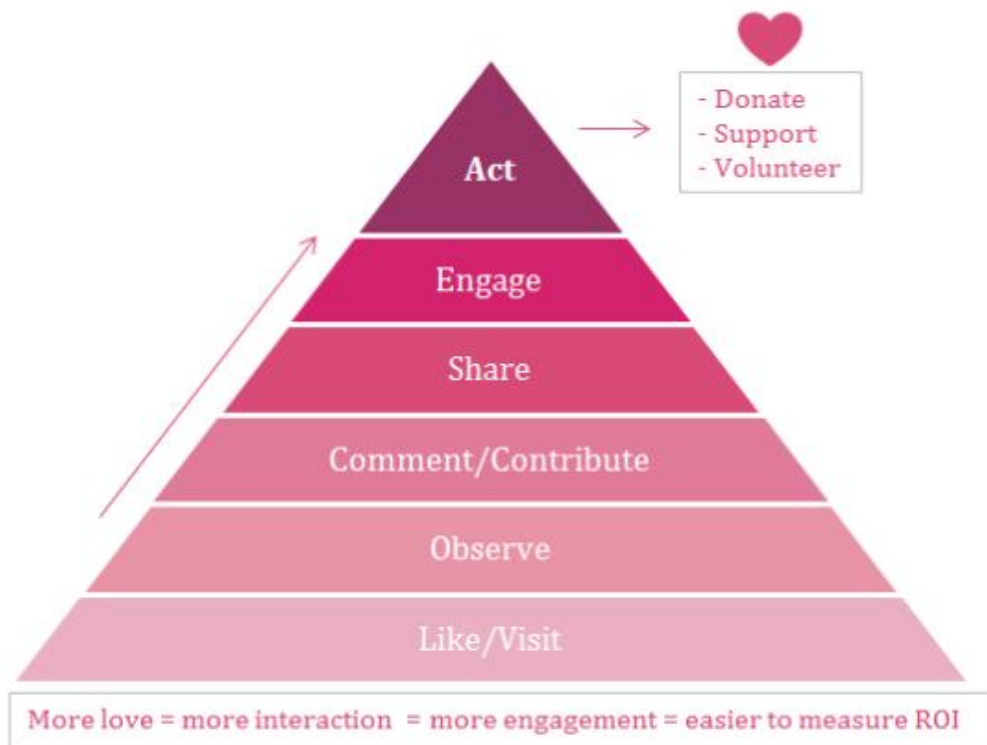 - Donate
- Support
- Volunteer
Act
Engage
Share
Comment/Contribute
Observe
Like/Visit
More love = more interaction = more engagement = easier to measure ROI